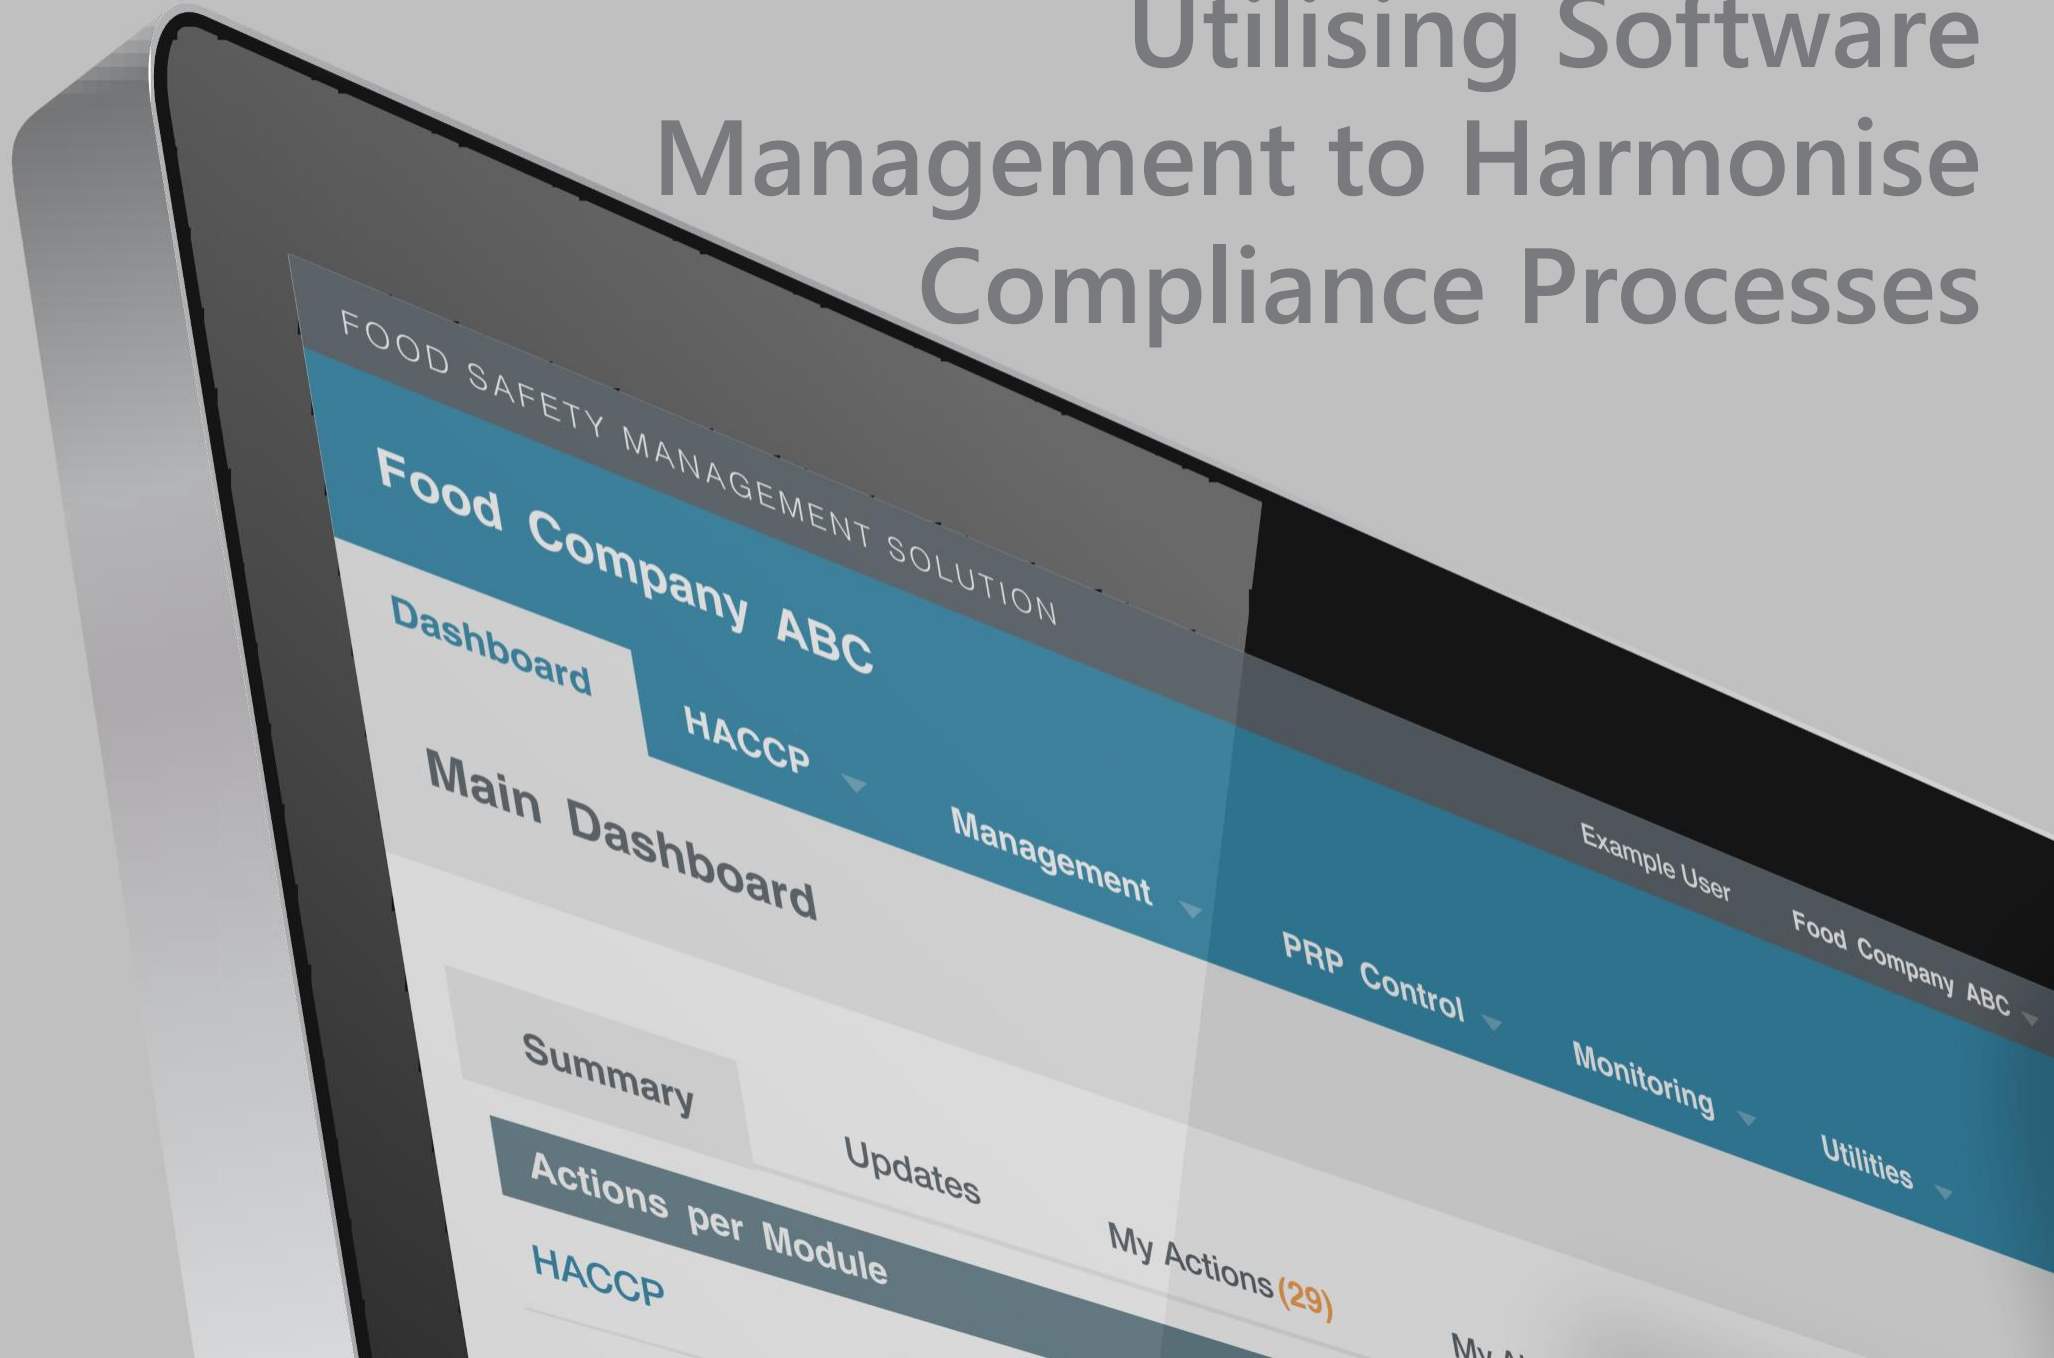 Utilising Software
Management to Harmonise
Compliance Processes
FOOD SAFETY MANAGEMENT SOLUTION
Example User
Food Company ABC
Food Company ABC
Dashboard
HACCP
Management
PRP Control
Monitoring
Utilities
Main Dashboard
Summary
Updates
My Actions (29)
My
Actions per Module
HACCP